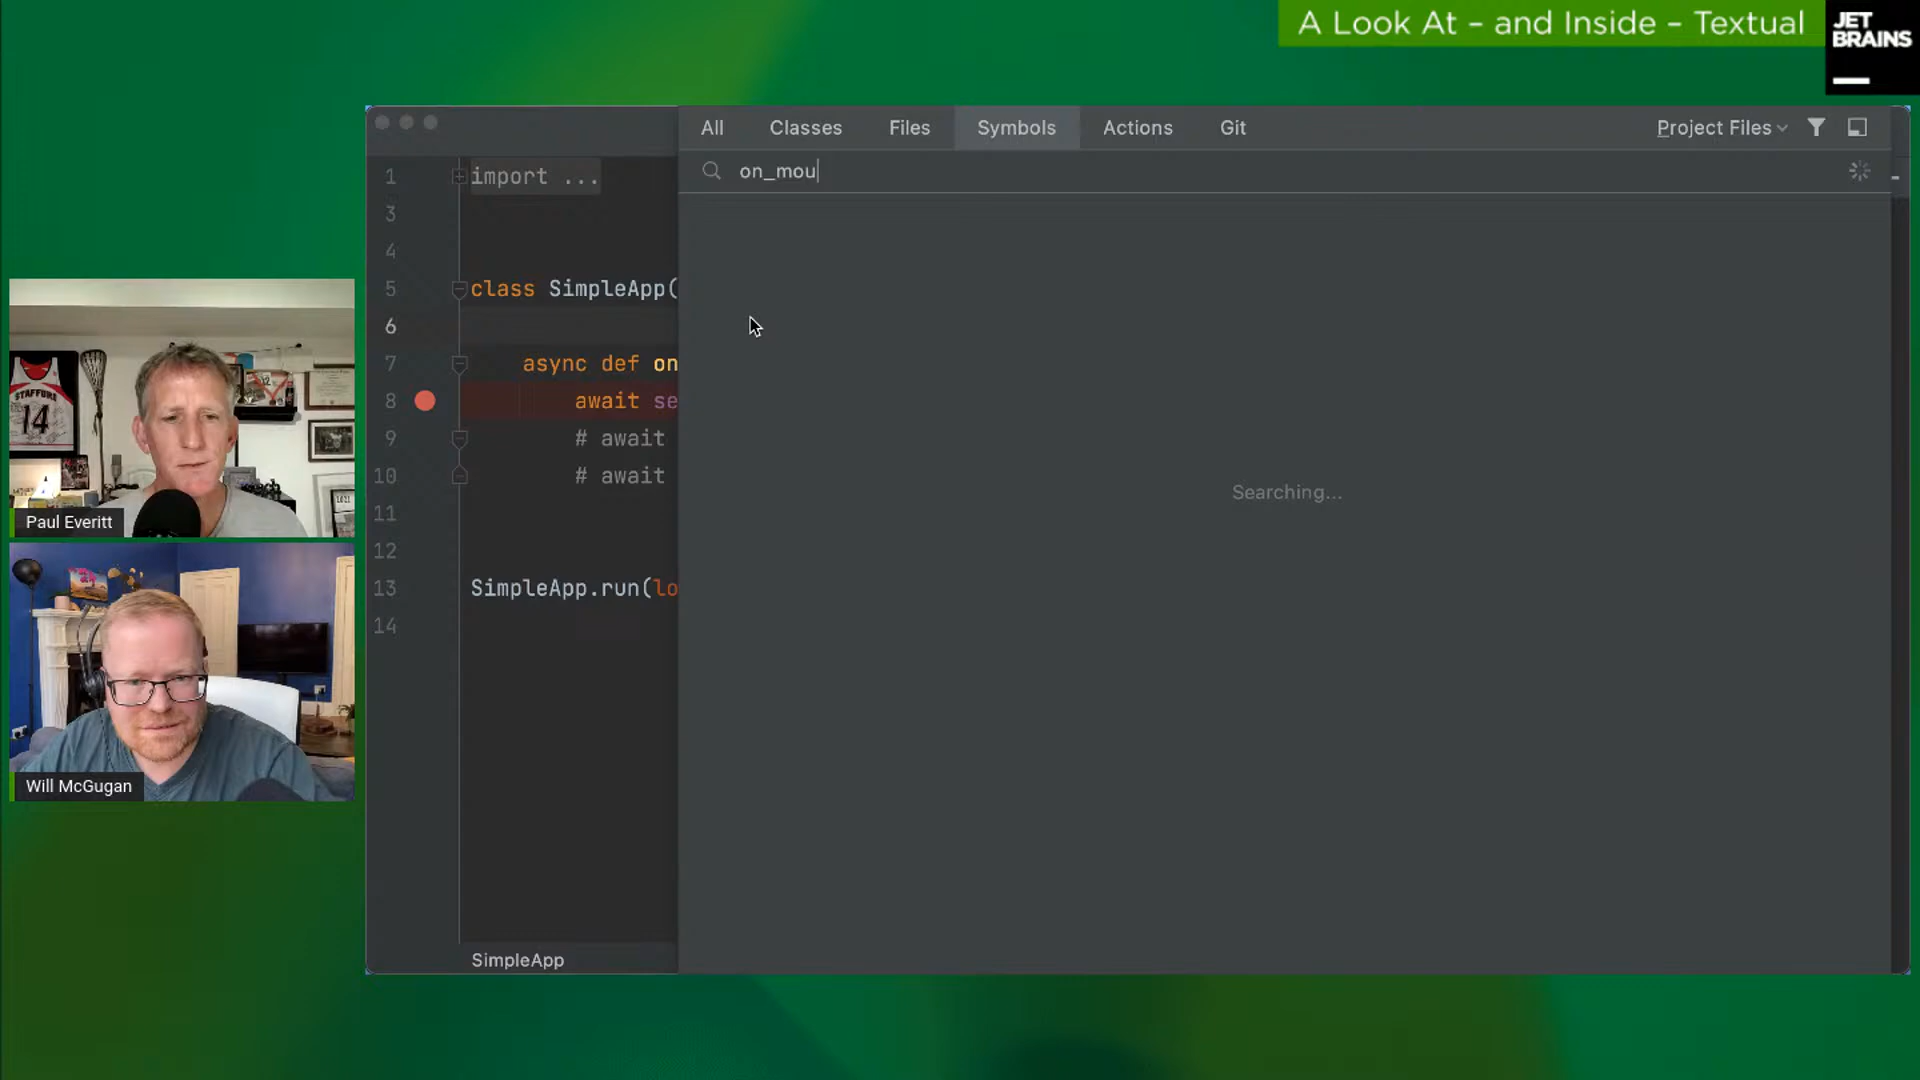 A Look At – and Inside – Textual
JET
BRAINS
All Classes Files Symbols Actions Git Project Files
on_mou
1 import ...
3
4
5 class SimpleApp(
6
7 async def on
8 await se
9 # await
10 # await
11
12
13 SimpleApp.run(lo
14
Searching...
SimpleApp
STAFFORD
14
Paul Everitt
Will McGugan